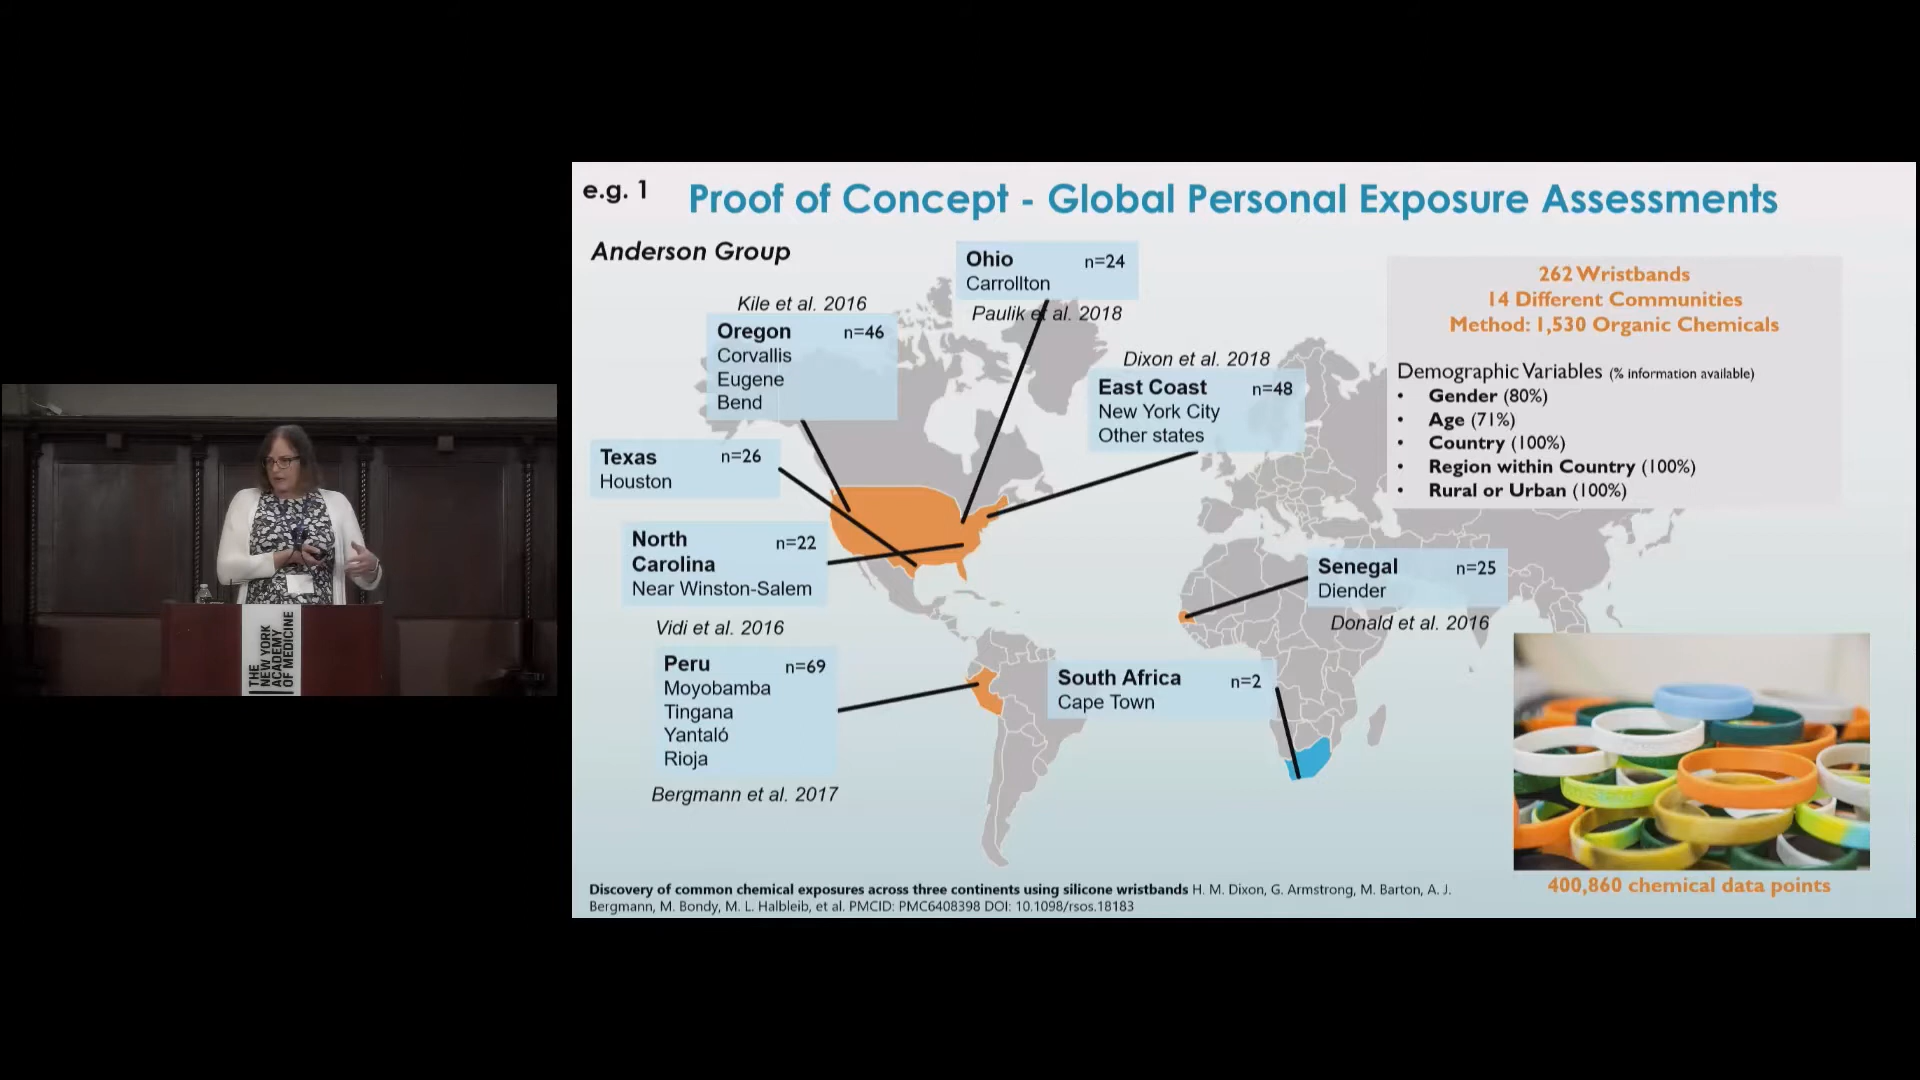 e.g. 1
Proof of Concept - Global Personal Exposure Assessments
Anderson Group
Kile et al. 2016
Oregon n=46
Corvallis
Eugene
Bend
Ohio n=24
Carrollton
Paulik et al. 2018
Dixon et al. 2018
East Coast n=48
New York City
Other states
Texas n=26
Houston
North
Carolina n=22
Near Winston-Salem
Vidi et al. 2016
Peru n=69
Moyobamba
Tingana
Yantaló
Rioja
Bergmann et al. 2017
Senegal n=25
Diender
Donald et al. 2016
South Africa n=2
Cape Town
262 Wristbands
14 Different Communities
Method: 1,530 Organic Chemicals
Demographic Variables (% information available)
• Gender (80%)
• Age (71%)
• Country (100%)
• Region within Country (100%)
• Rural or Urban (100%)
400,860 chemical data points
Discovery of common chemical exposures across three continents using silicone wristbands H. M. Dixon, G. Armstrong, M. Barton, A. J.
Bergmann, M. Bondy, M. L. Halbleib, et al. PMCID: PMC6408398 DOI: 10.1098/rsos.18183
THE
NEW YORK
ACADEMY
OF MEDICINE